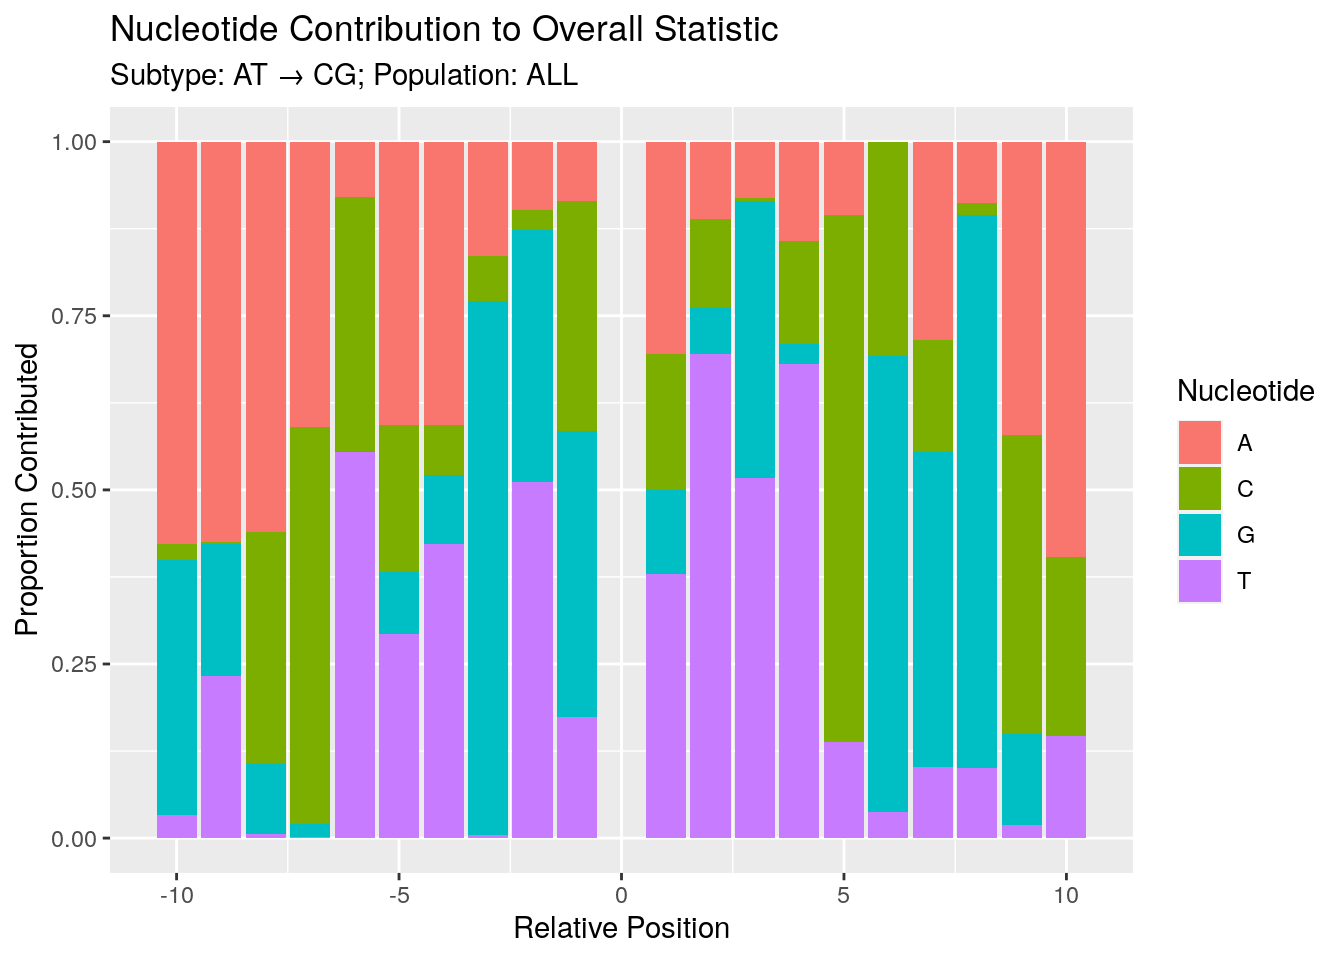 Nucleotide Contribution to Overall Statistic
Subtype: AT → CG; Population: ALL
1.00
0.75
0.50
0.25
0.00
Proportion Contributed
-10 -5 0 5 10
Relative Position
Nucleotide
A
C
G
T